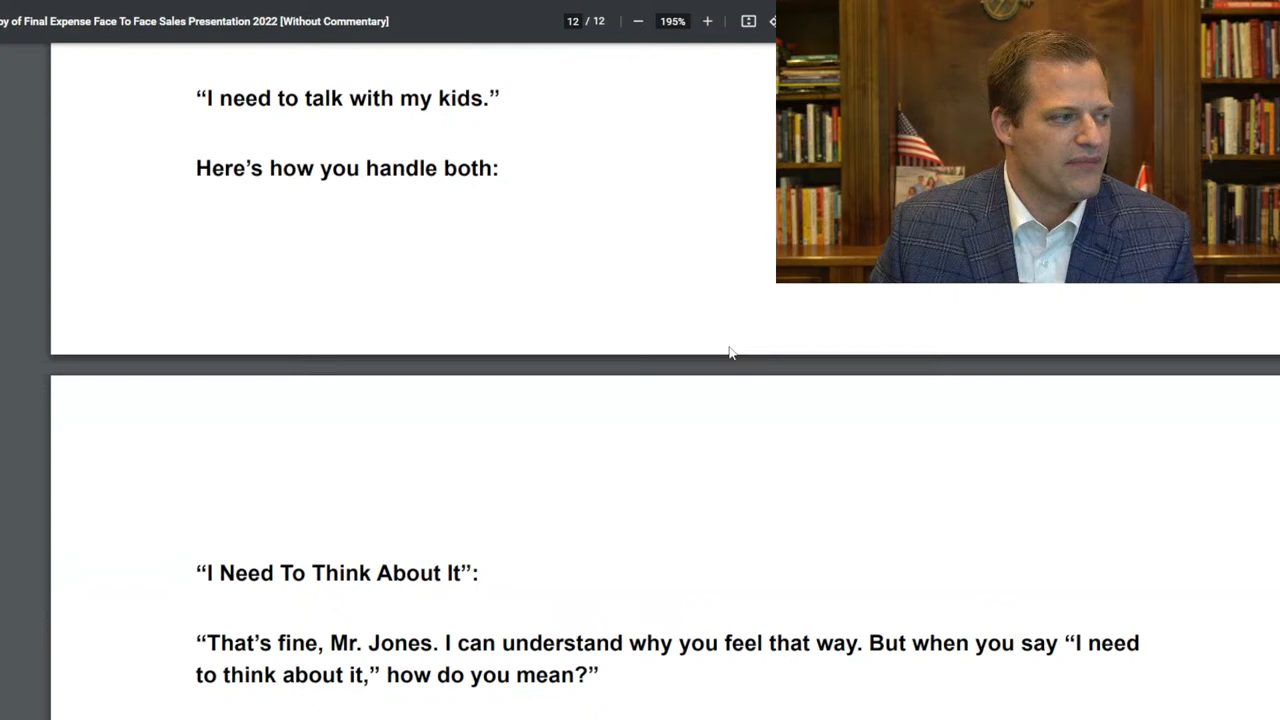 py of Final Expense Face To Face Sales Presentation 2022 [Without Commentary]
12 / 12
195%
“I need to talk with my kids.”
Here’s how you handle both:
“I Need To Think About It”:
“That’s fine, Mr. Jones. I can understand why you feel that way. But when you say “I need
to think about it,” how do you mean?”